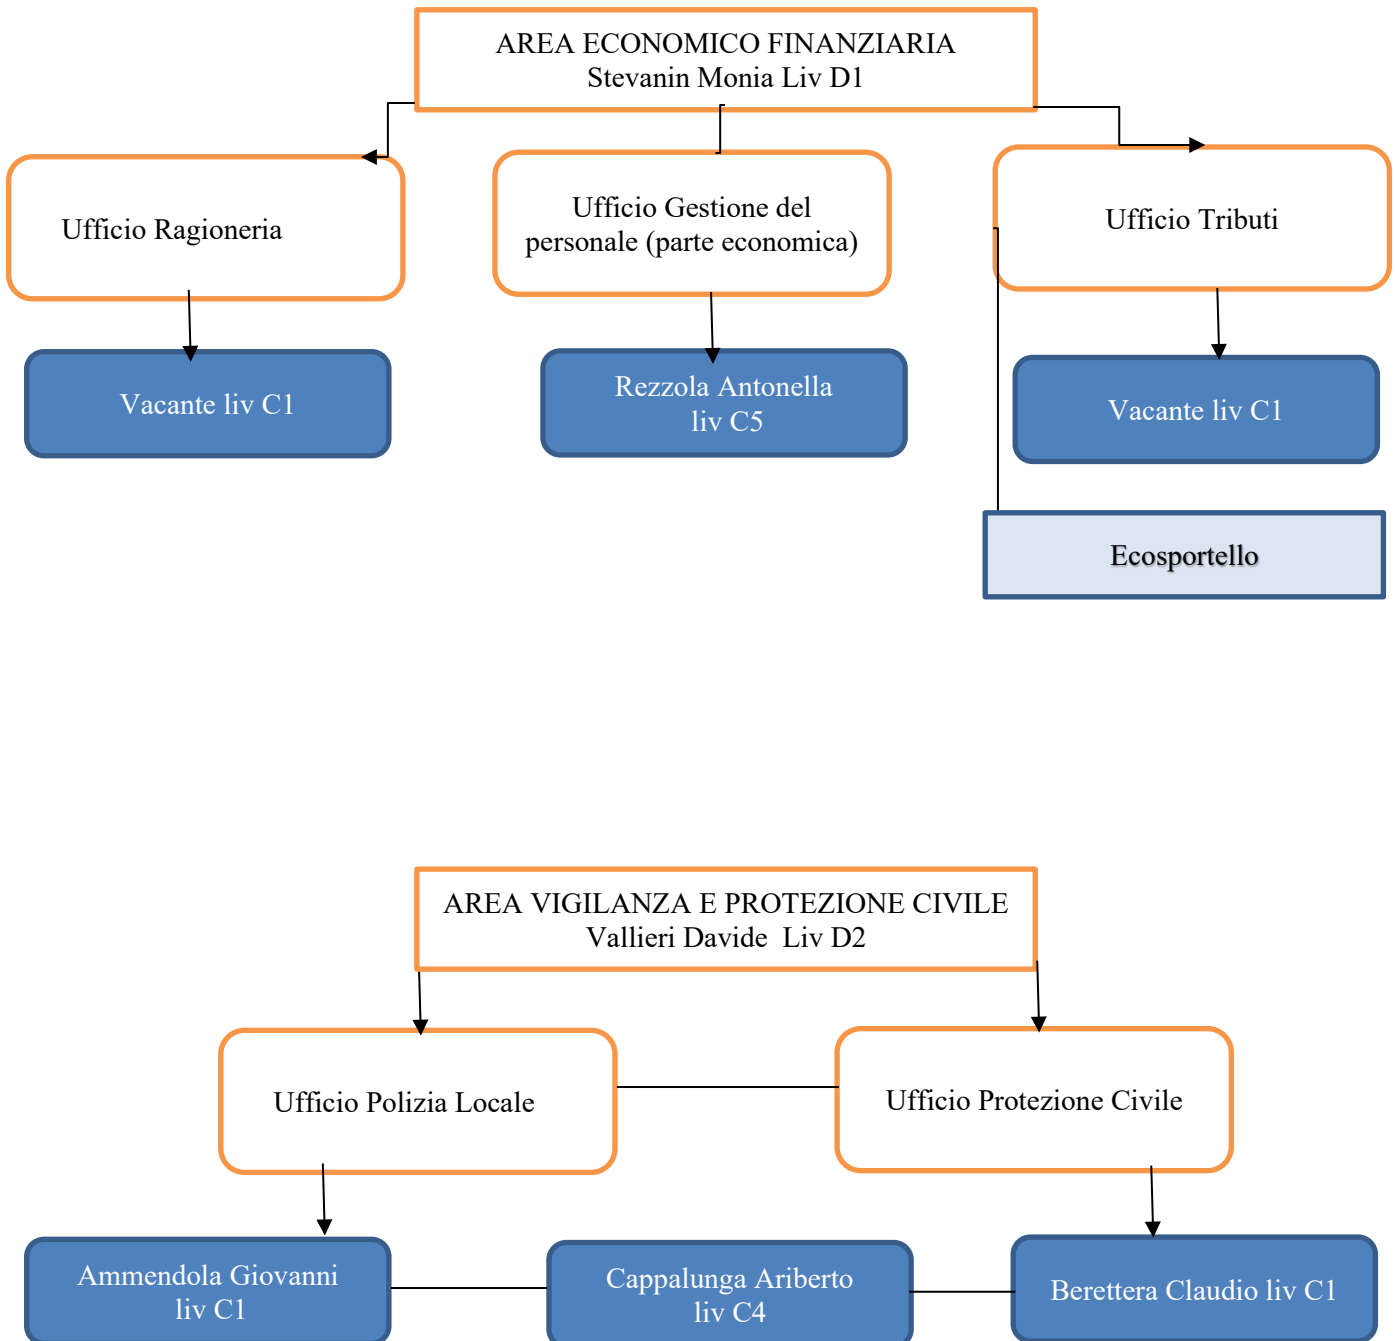 AREA ECONOMICO FINANZIARIA
Stevanin Monia Liv D1
Ufficio Ragioneria
Ufficio Gestione del
personale (parte economica)
Ufficio Tributi
Vacante liv C1
Rezzola Antonella
liv C5
Vacante liv C1
Ecosportello
AREA VIGILANZA E PROTEZIONE CIVILE
Vallieri Davide  Liv D2
Ufficio Polizia Locale
Ufficio Protezione Civile
Ammendola Giovanni
liv C1
Cappalunga Ariberto
liv C4
Berettera Claudio liv C1